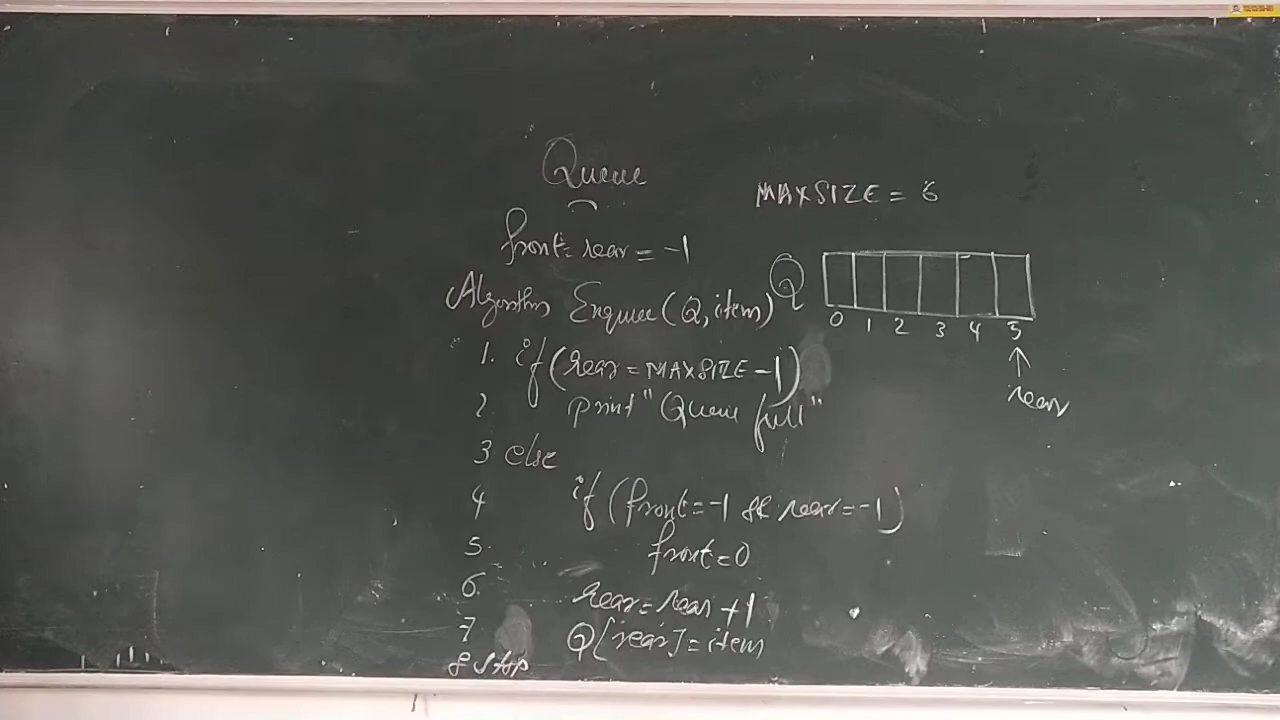 Queue
MAXSIZE = 6
front = rear = -1
Algorithm Enqueue (Q, item)
Q
0 1 2 3 4 5
rear
1. if (rear = MAXSIZE - 1)
2 print "Queue full"
3 else
4 if (front = -1 && rear = -1)
5. front = 0
6. rear = rear + 1
7 Q[rear] = item
8 Stop